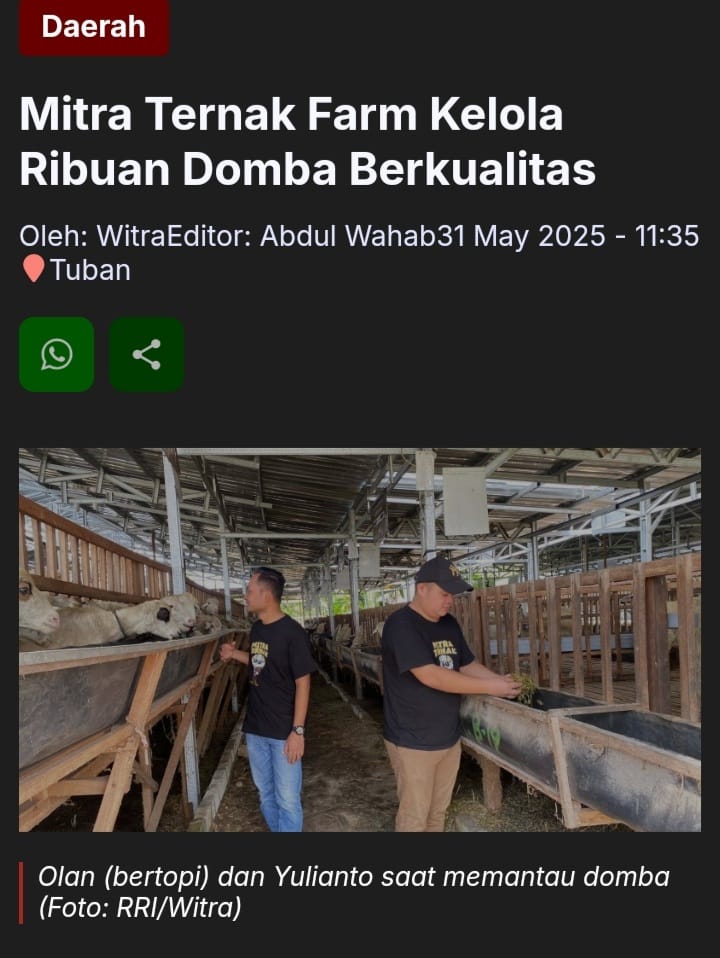 Daerah
Mitra Ternak Farm Kelola
Ribuan Domba Berkualitas
Oleh: WitraEditor: Abdul Wahab31 May 2025 - 11:35
Tuban
MITRA
TERNAK
B-10
Olan (bertopi) dan Yulianto saat memantau domba
(Foto: RRI/Witra)